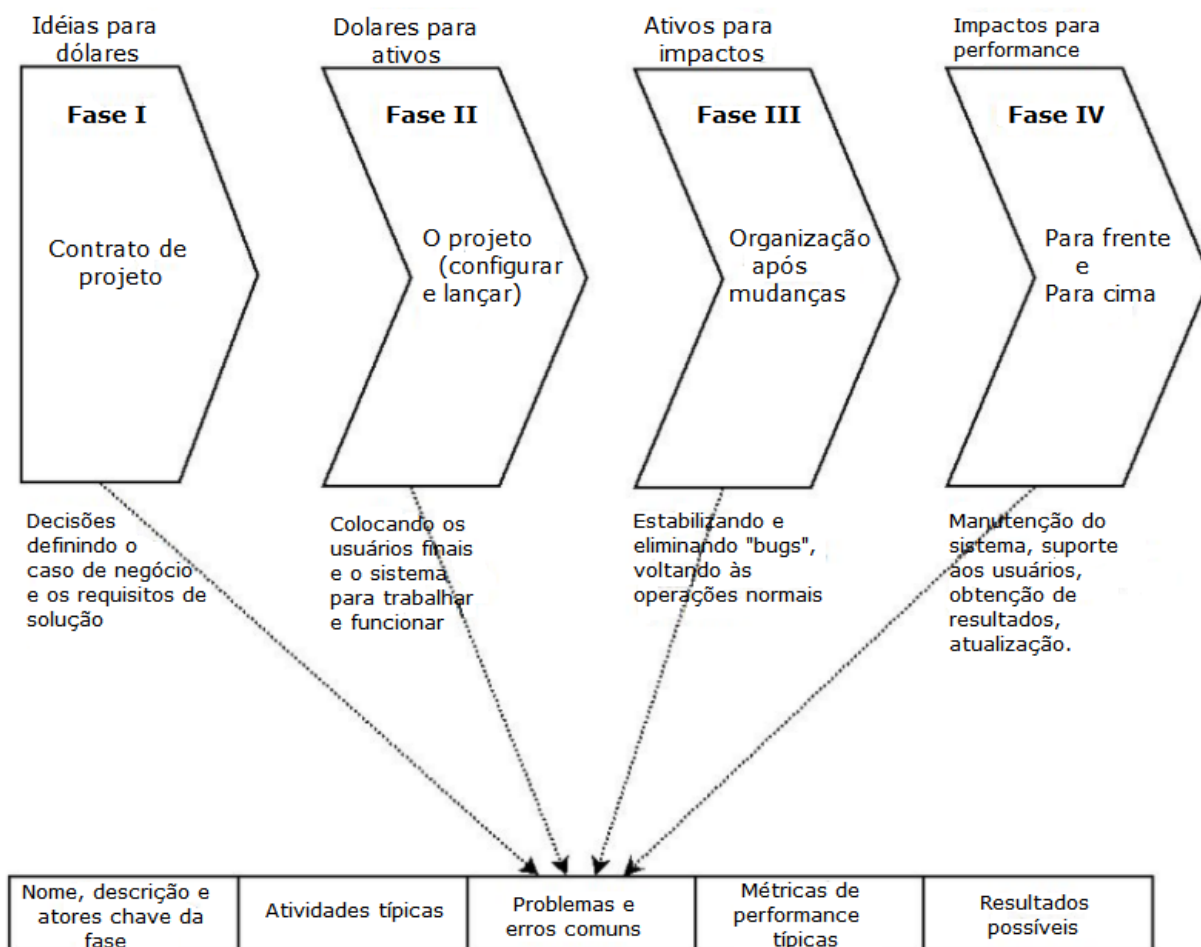 Idéias para
dólares
Dolares para
ativos
Ativos para
impactos
Impactos para
performance
Fase I
Fase II
Fase III
Fase IV
Contrato de
projeto
O projeto
(configurar
e lançar)
Organização
após
mudanças
Para frente
e
Para cima
Decisões
definindo o
caso de negócio
e os requisitos de
solução
Colocando os
usuários finais
e o sistema
para trabalhar
e funcionar
Estabilizando e
eliminando "bugs",
voltando às
operações normais
Manutenção do
sistema, suporte
aos usuários,
obtenção de
resultados,
atualização.
Nome, descrição e
atores chave da
fase
Atividades típicas
Problemas e
erros comuns
Métricas de
performance
típicas
Resultados
possíveis